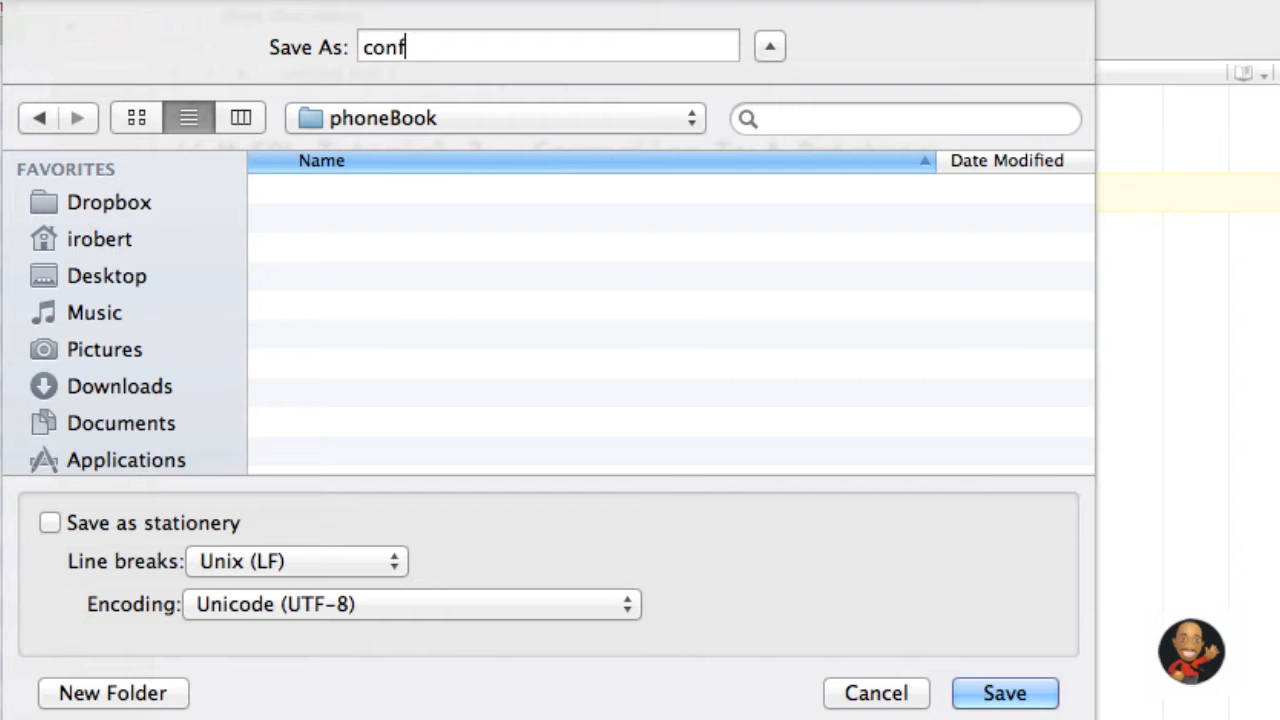 Save As: conf
phoneBook
Name Date Modified
FAVORITES
Dropbox
irobert
Desktop
Music
Pictures
Downloads
Documents
Applications
Save as stationery
Line breaks: Unix (LF)
Encoding: Unicode (UTF-8)
New Folder Cancel Save